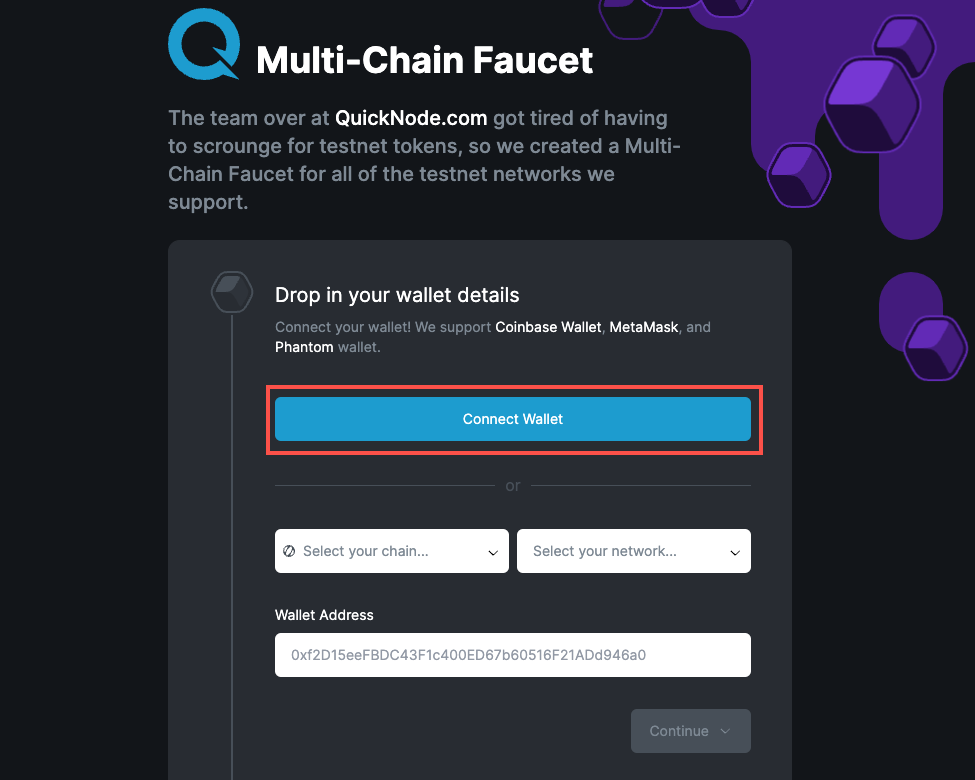 Multi-Chain Faucet
The team over at QuickNode.com got tired of having
to scrounge for testnet tokens, so we created a Multi-
Chain Faucet for all of the testnet networks we
support.
Drop in your wallet details
Connect your wallet! We support Coinbase Wallet, MetaMask, and
Phantom wallet.
Connect Wallet
or
Select your chain... Select your network...
Wallet Address
0xf2D15eeFBDC43F1c400ED67b60516F21ADd946a0
Continue